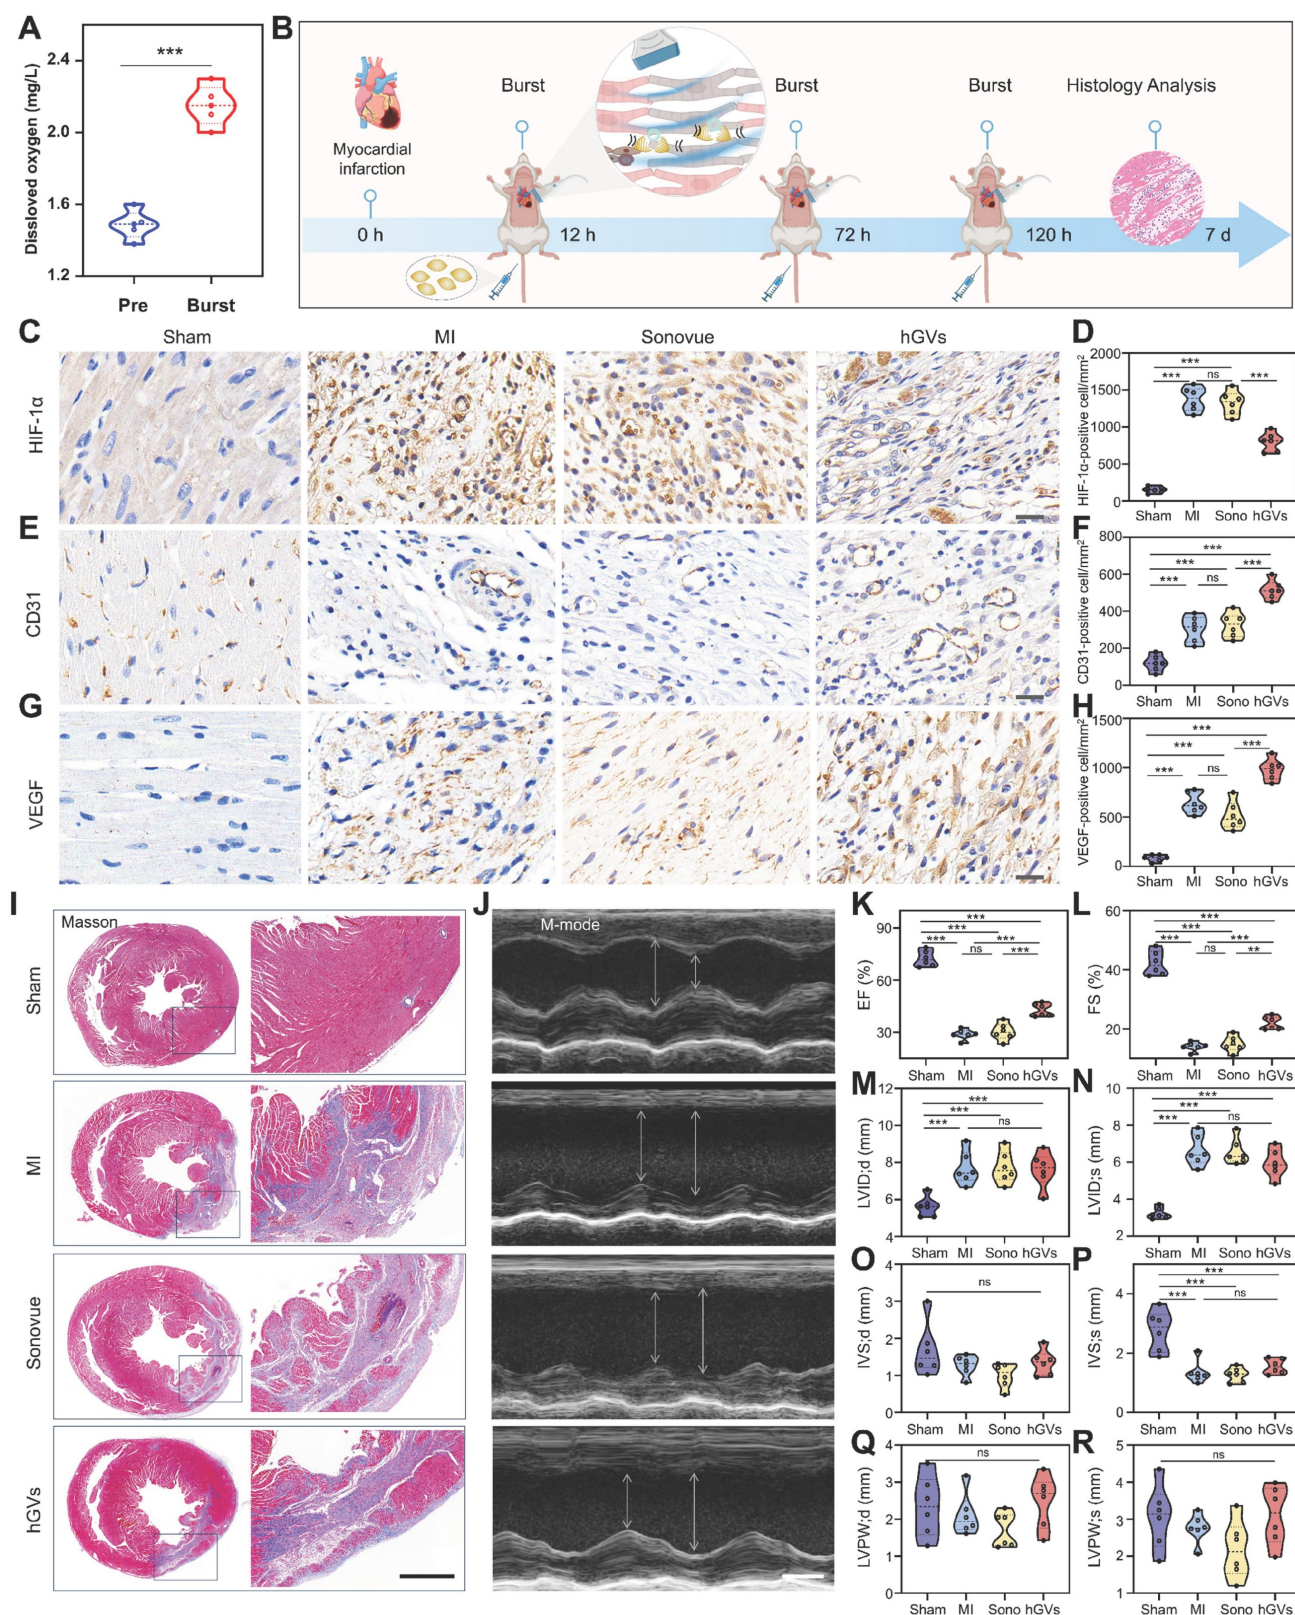 A
Dissloved oxygen (mg/L)
2.4
2.0
1.6
1.2
***
Pre Burst
B
Myocardial
infarction
Burst
Burst
Burst
Histology Analysis
0 h 12 h 72 h 120 h 7 d
C
Sham MI Sonovue hGVs
HIF-1α
D
HIF-1α-positive cell/mm²
2000
1500
1000
500
0
***
*** ns ***
Sham MI Sono hGVs
E
CD31
F
CD31-positive cell/mm²
800
600
400
200
0
***
*** ***
*** ns
Sham MI Sono hGVs
G
VEGF
H
VEGF-positive cell/mm²
1500
1000
500
0
***
*** ***
*** ns
Sham MI Sono hGVs
I
Masson
Sham
MI
Sonovue
hGVs
J
M-mode
K
EF (%)
90
60
30
***
***
*** ***
ns ***
Sham MI Sono hGVs
L
FS (%)
60
40
20
***
***
*** ***
ns **
Sham MI Sono hGVs
M
LVID;d (mm)
12
10
8
6
4
***
***
*** ns
Sham MI Sono hGVs
N
LVID;s (mm)
10
8
6
4
2
***
***
*** ns
Sham MI Sono hGVs
O
IVS;d (mm)
4
3
2
1
0
ns
Sham MI Sono hGVs
P
IVS;s (mm)
4
2
0
***
***
*** ns
Sham MI Sono hGVs
Q
LVPW;d (mm)
4
3
2
1
0
ns
Sham MI Sono hGVs
R
LVPW;s (mm)
5
4
3
2
1
ns
Sham MI Sono hGVs